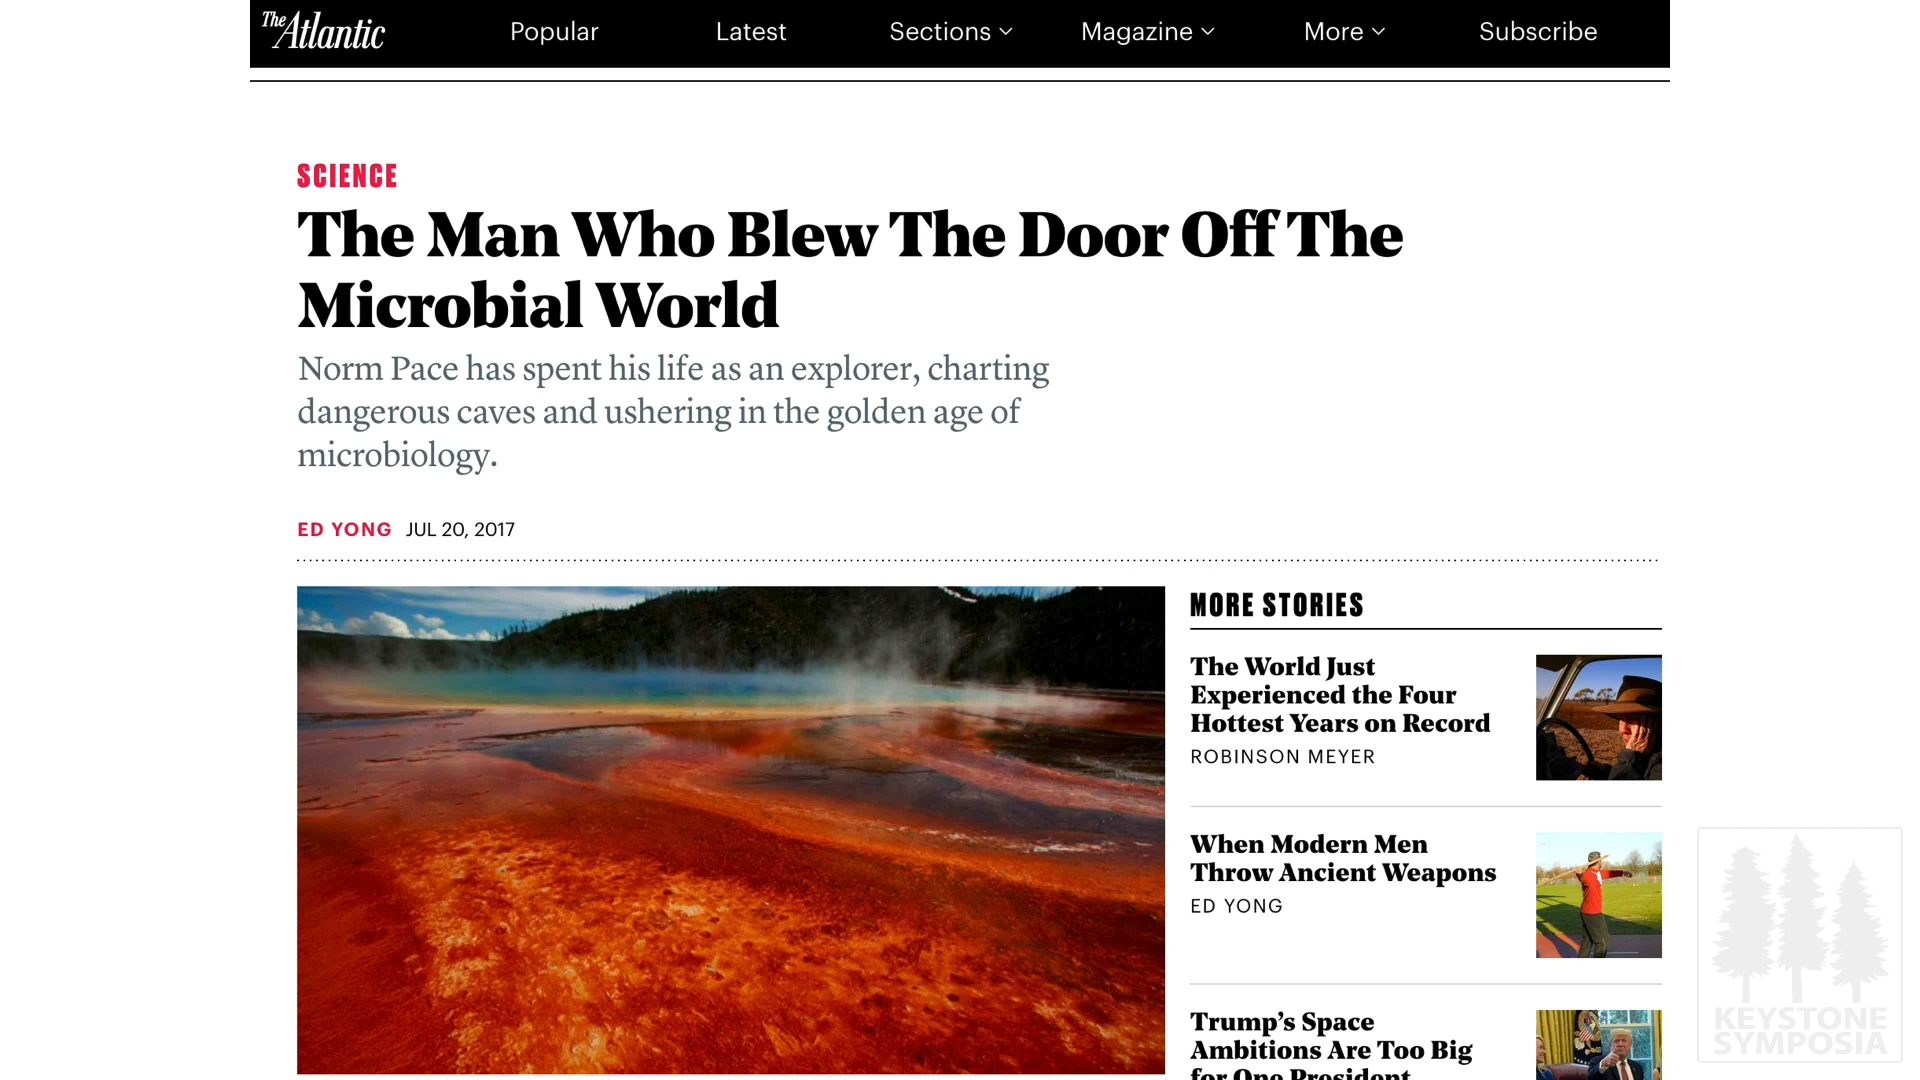 The Atlantic
Popular
Latest
Sections
Magazine
More
Subscribe
SCIENCE
The Man Who Blew The Door Off The
Microbial World
Norm Pace has spent his life as an explorer, charting
dangerous caves and ushering in the golden age of
microbiology.
ED YONG JUL 20, 2017
MORE STORIES
The World Just
Experienced the Four
Hottest Years on Record
ROBINSON MEYER
When Modern Men
Throw Ancient Weapons
ED YONG
Trump’s Space
Ambitions Are Too Big
for One President
KEYSTONE
SYMPOSIA